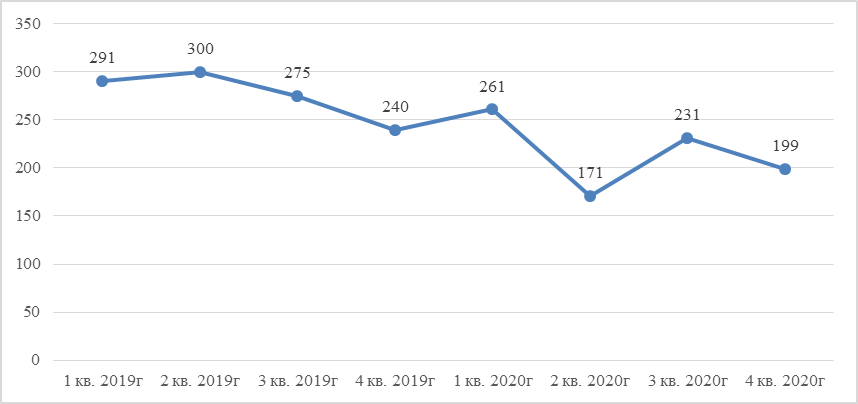 350
300
250
200
150
100
50
0
291
300
275
240
261
171
231
199
1 кв. 2019г
2 кв. 2019г
3 кв. 2019г
4 кв. 2019г
1 кв. 2020г
2 кв. 2020г
3 кв. 2020г
4 кв. 2020г